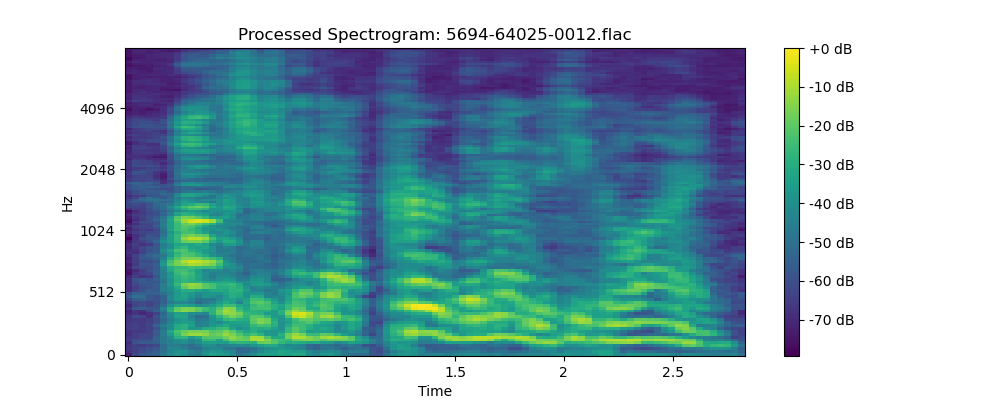 Processed Spectrogram: 5694-64025-0012.flac
+0 dB
-10 dB
4096
-20 dB
-30 dB
2048
Hz
-40 dB
1024
-50 dB
-60 dB
512
-70 dB
0
0 0.5 1 1.5 2 2.5
Time